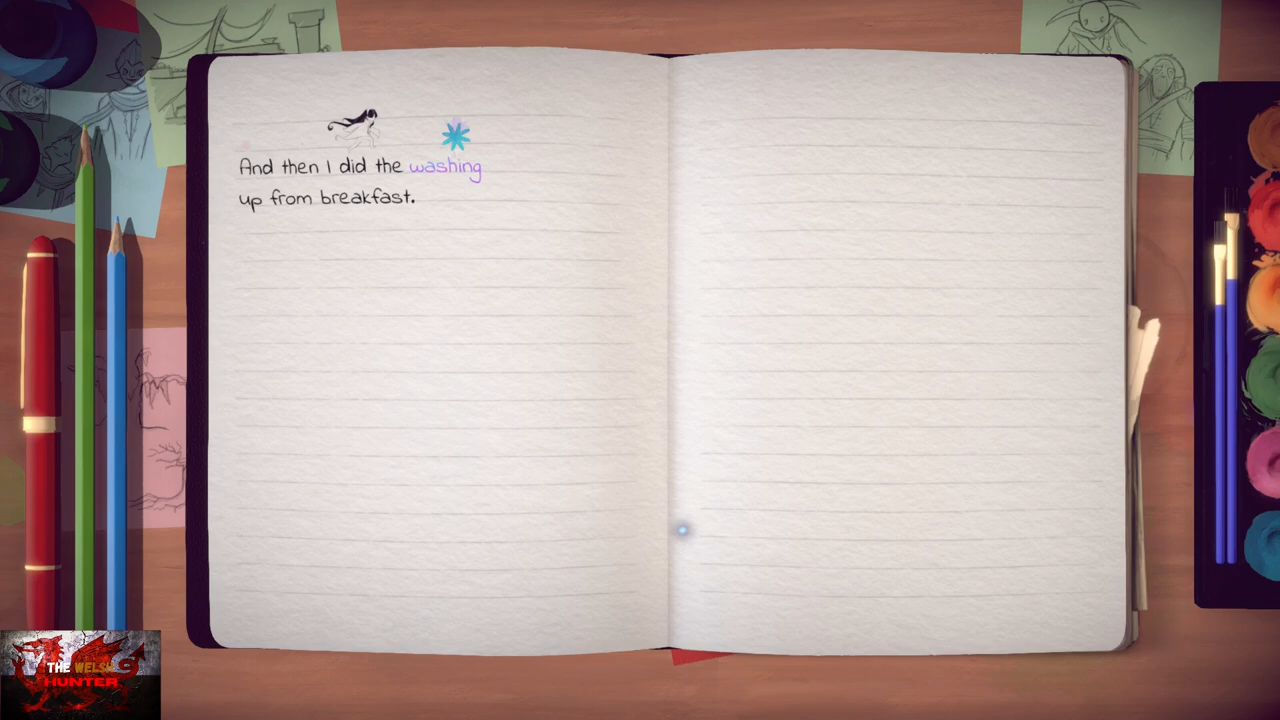 And then I did the washing
up from breakfast.
THE WELSH
HUNTER